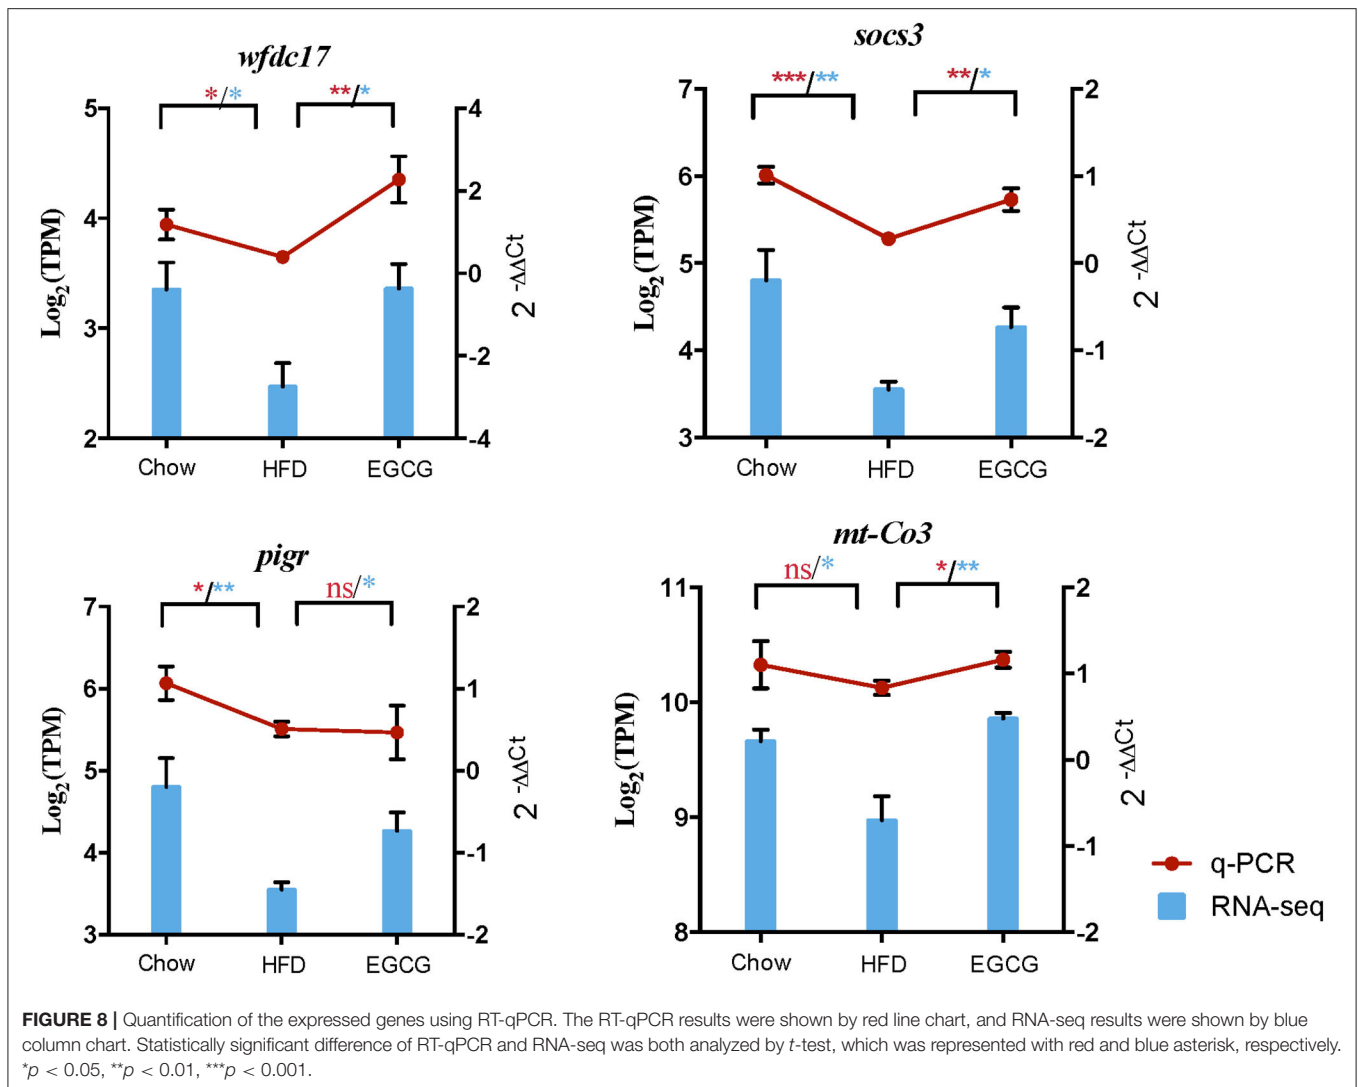 wfdc17
*/*
**/*
5
4
3
2
Log2(TPM)
4
2
0
-2
-4
2 -ΔΔCt
Chow HFD EGCG
socs3
***/**
**/*
7
6
5
4
3
Log2(TPM)
2
1
0
-1
-2
2 -ΔΔCt
Chow HFD EGCG
pigr
*/**
ns/*
7
6
5
4
3
Log2(TPM)
2
1
0
-1
-2
2 -ΔΔCt
Chow HFD EGCG
mt-Co3
ns/*
*/**
11
10
9
8
Log2(TPM)
2
1
0
-1
-2
2 -ΔΔCt
Chow HFD EGCG
q-PCR
RNA-seq
FIGURE 8 | Quantification of the expressed genes using RT-qPCR. The RT-qPCR results were shown by red line chart, and RNA-seq results were shown by blue
column chart. Statistically significant difference of RT-qPCR and RNA-seq was both analyzed by t-test, which was represented with red and blue asterisk, respectively.
*p < 0.05, **p < 0.01, ***p < 0.001.